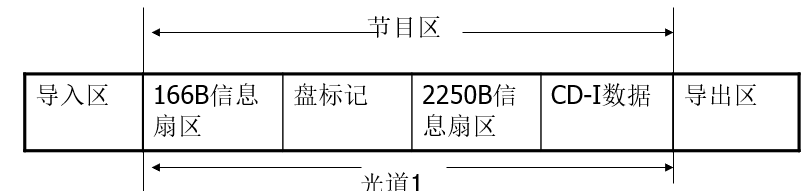 节目区
导入区
166B信息
扇区
盘标记
2250B信
息扇区
CD-I数据
导出区
光道1